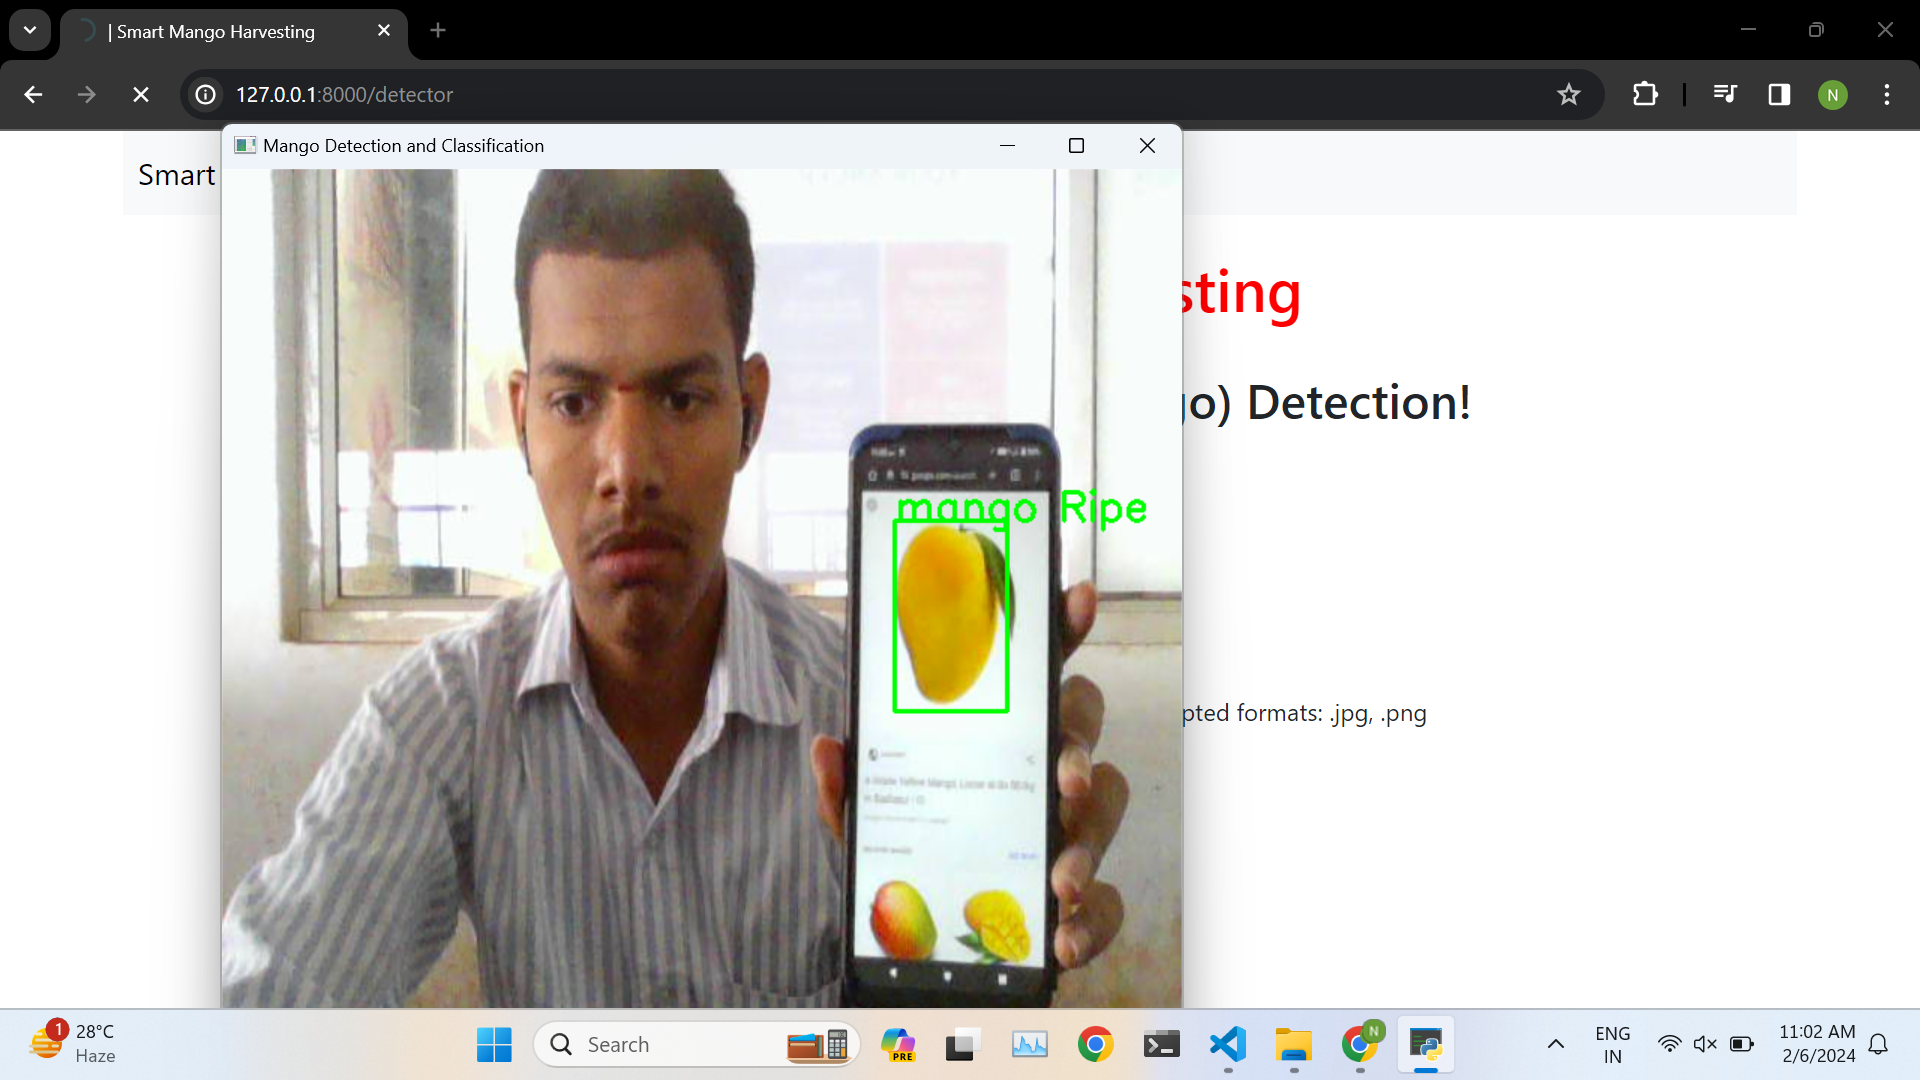 | Smart Mango Harvesting
127.0.0.1:8000/detector
Mango Detection and Classification
Smart
sting
go) Detection!
mango Ripe
pted formats: .jpg, .png
1
28°C
Haze
Search
PRE
N
N
ENG
IN
11:02 AM
2/6/2024